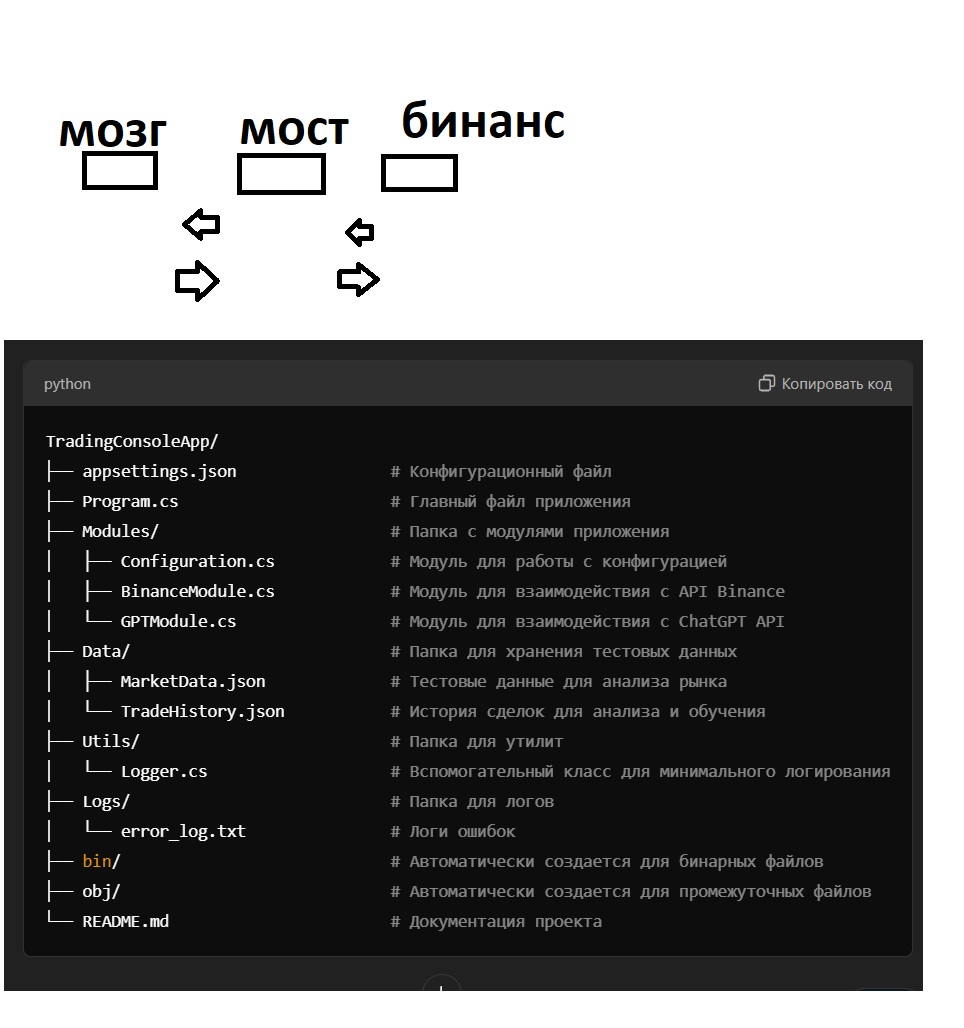 мозг мост бинанс
python Копировать код
TradingConsoleApp/
├── appsettings.json # Конфигурационный файл
├── Program.cs # Главный файл приложения
├── Modules/ # Папка с модулями приложения
│ ├── Configuration.cs # Модуль для работы с конфигурацией
│ ├── BinanceModule.cs # Модуль для взаимодействия с API Binance
│ └── GPTModule.cs # Модуль для взаимодействия с ChatGPT API
├── Data/ # Папка для хранения тестовых данных
│ ├── MarketData.json # Тестовые данные для анализа рынка
│ └── TradeHistory.json # История сделок для анализа и обучения
├── Utils/ # Папка для утилит
│ └── Logger.cs # Вспомогательный класс для минимального логирования
├── Logs/ # Папка для логов
│ └── error_log.txt # Логи ошибок
├── bin/ # Автоматически создается для бинарных файлов
├── obj/ # Автоматически создается для промежуточных файлов
└── README.md # Документация проекта